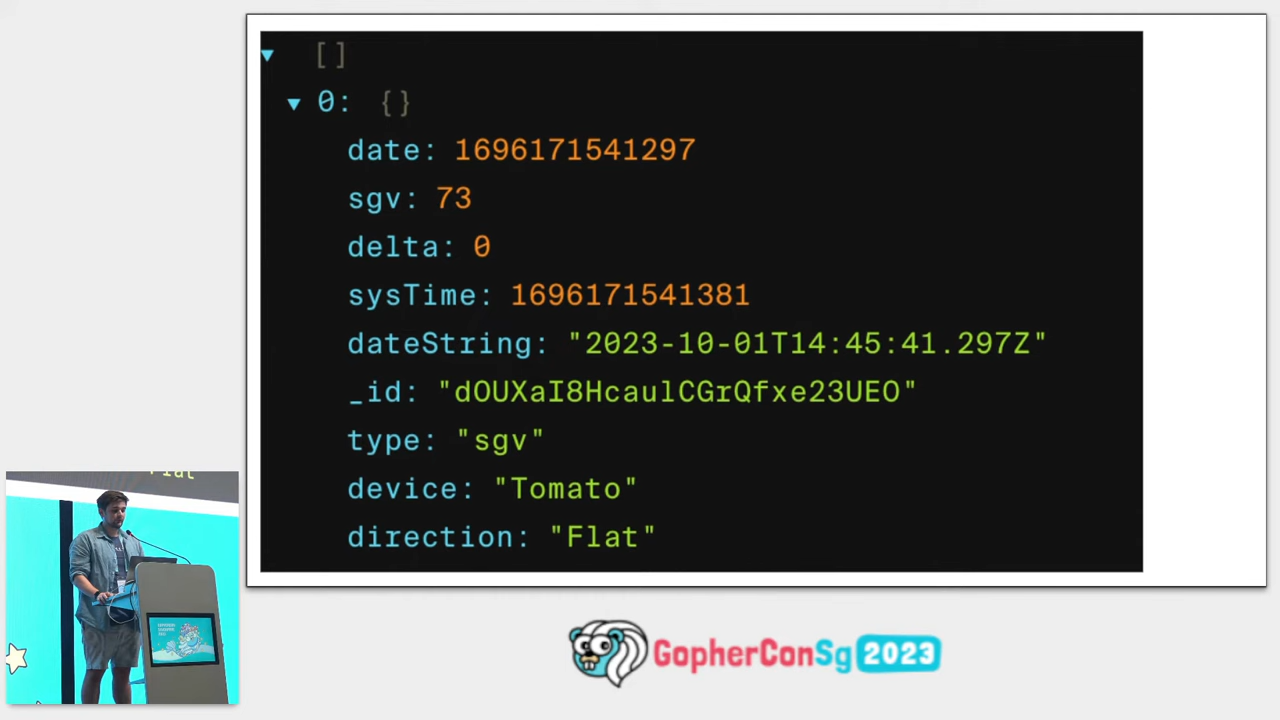 []
0: {}
date: 1696171541297
sgv: 73
delta: 0
sysTime: 1696171541381
dateString: "2023-10-01T14:45:41.297Z"
_id: "dOUXaI8HcaulCGrQfxe23UEO"
type: "sgv"
device: "Tomato"
direction: "Flat"
Flat
GopherConSg 2023